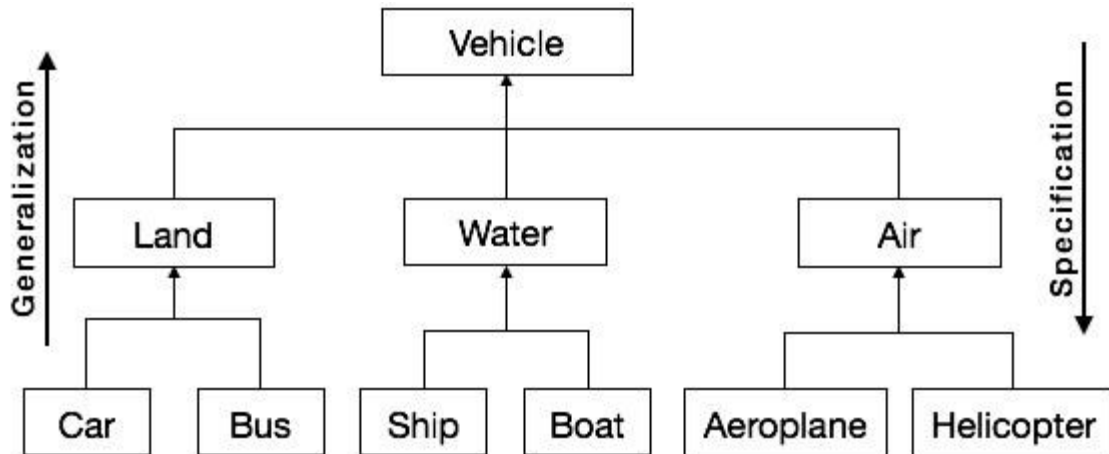 Vehicle
Generalization
Specification
Land
Water
Air
Car
Bus
Ship
Boat
Aeroplane
Helicopter